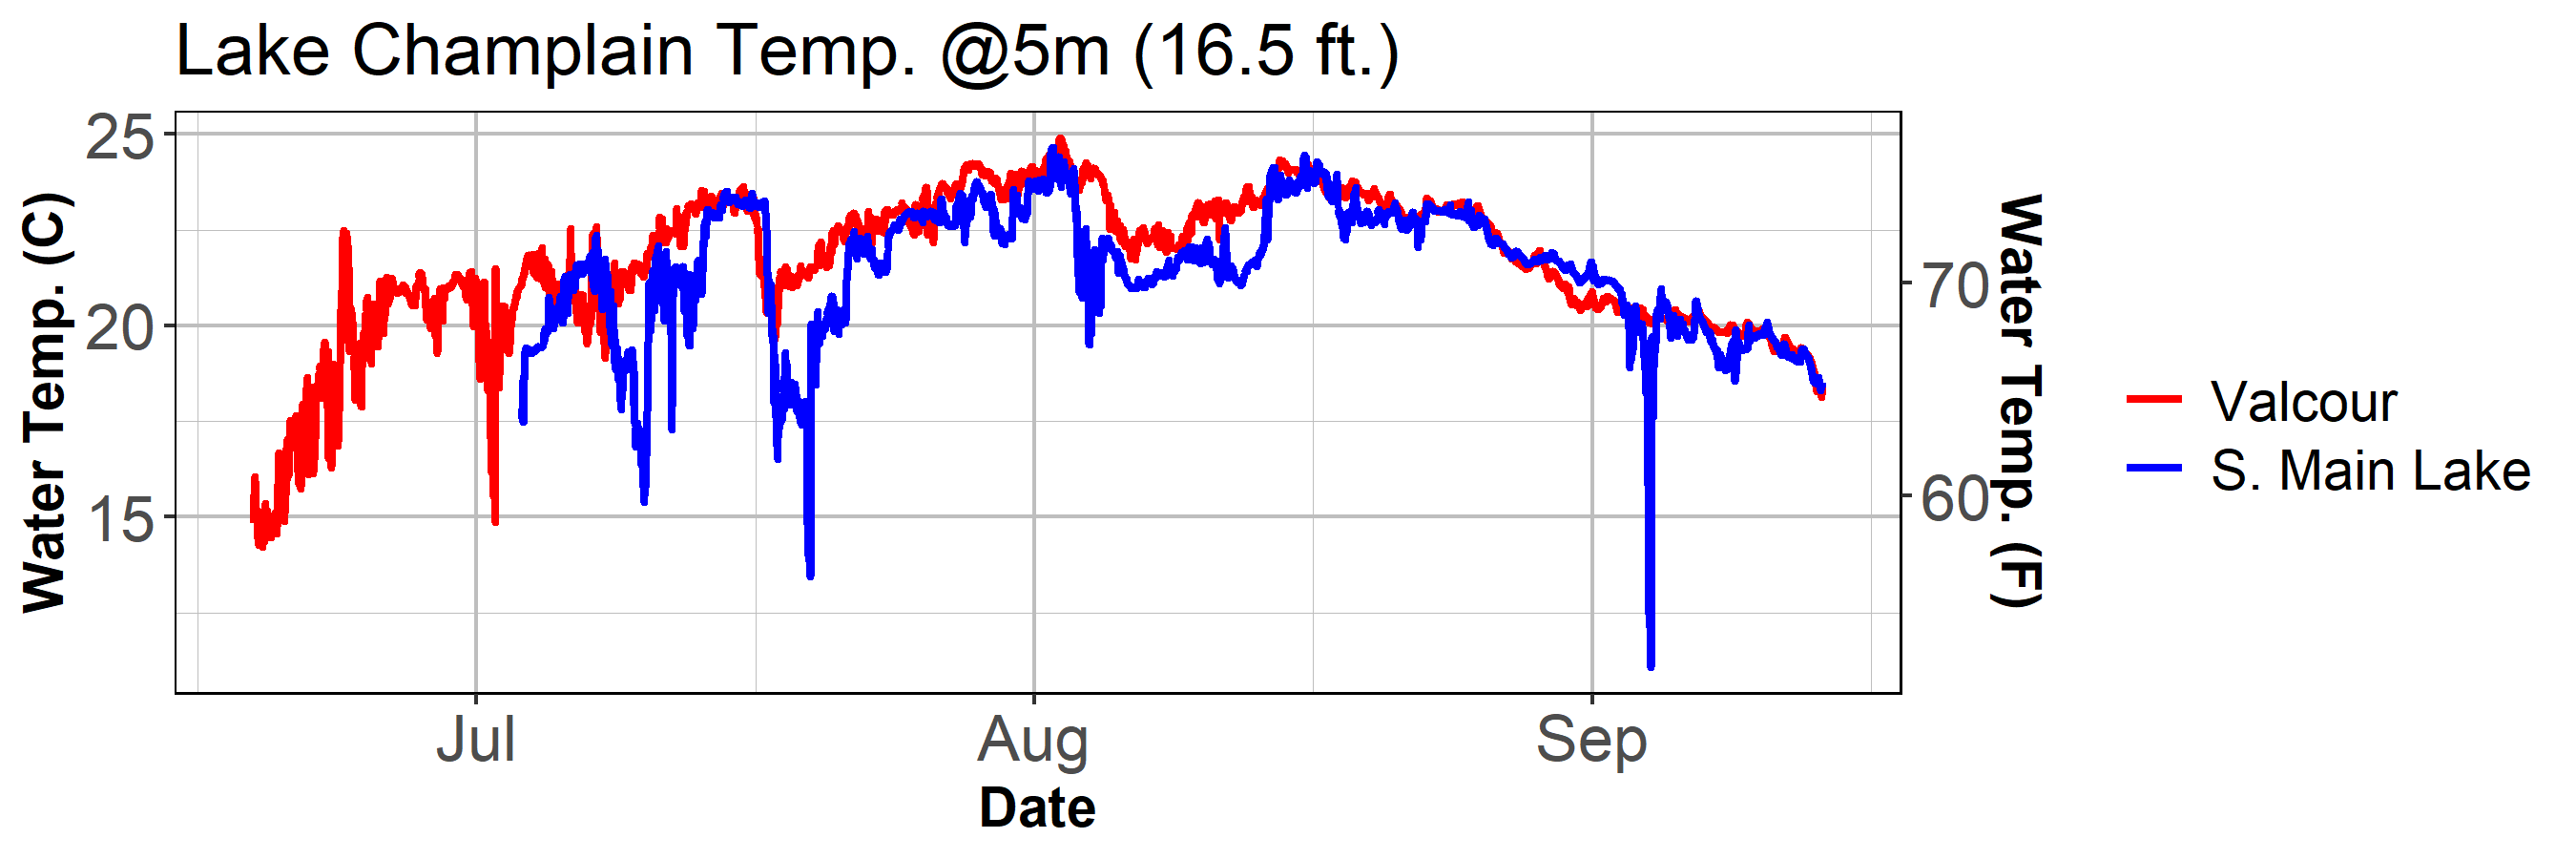 Lake Champlain Temp. @5m (16.5 ft.)
Water Temp. (C)
25
20
15
Jul
Aug
Sep
Date
70
60
Water Temp. (F)
Valcour
S. Main Lake